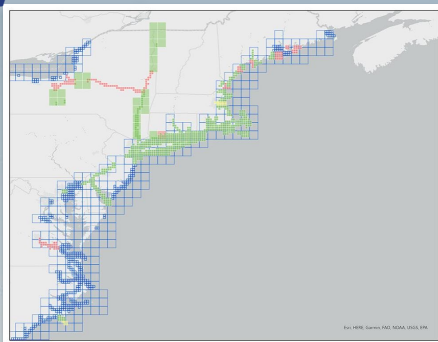 Esri, HERE, Garmin, FAO, NOAA, USGS, EPA